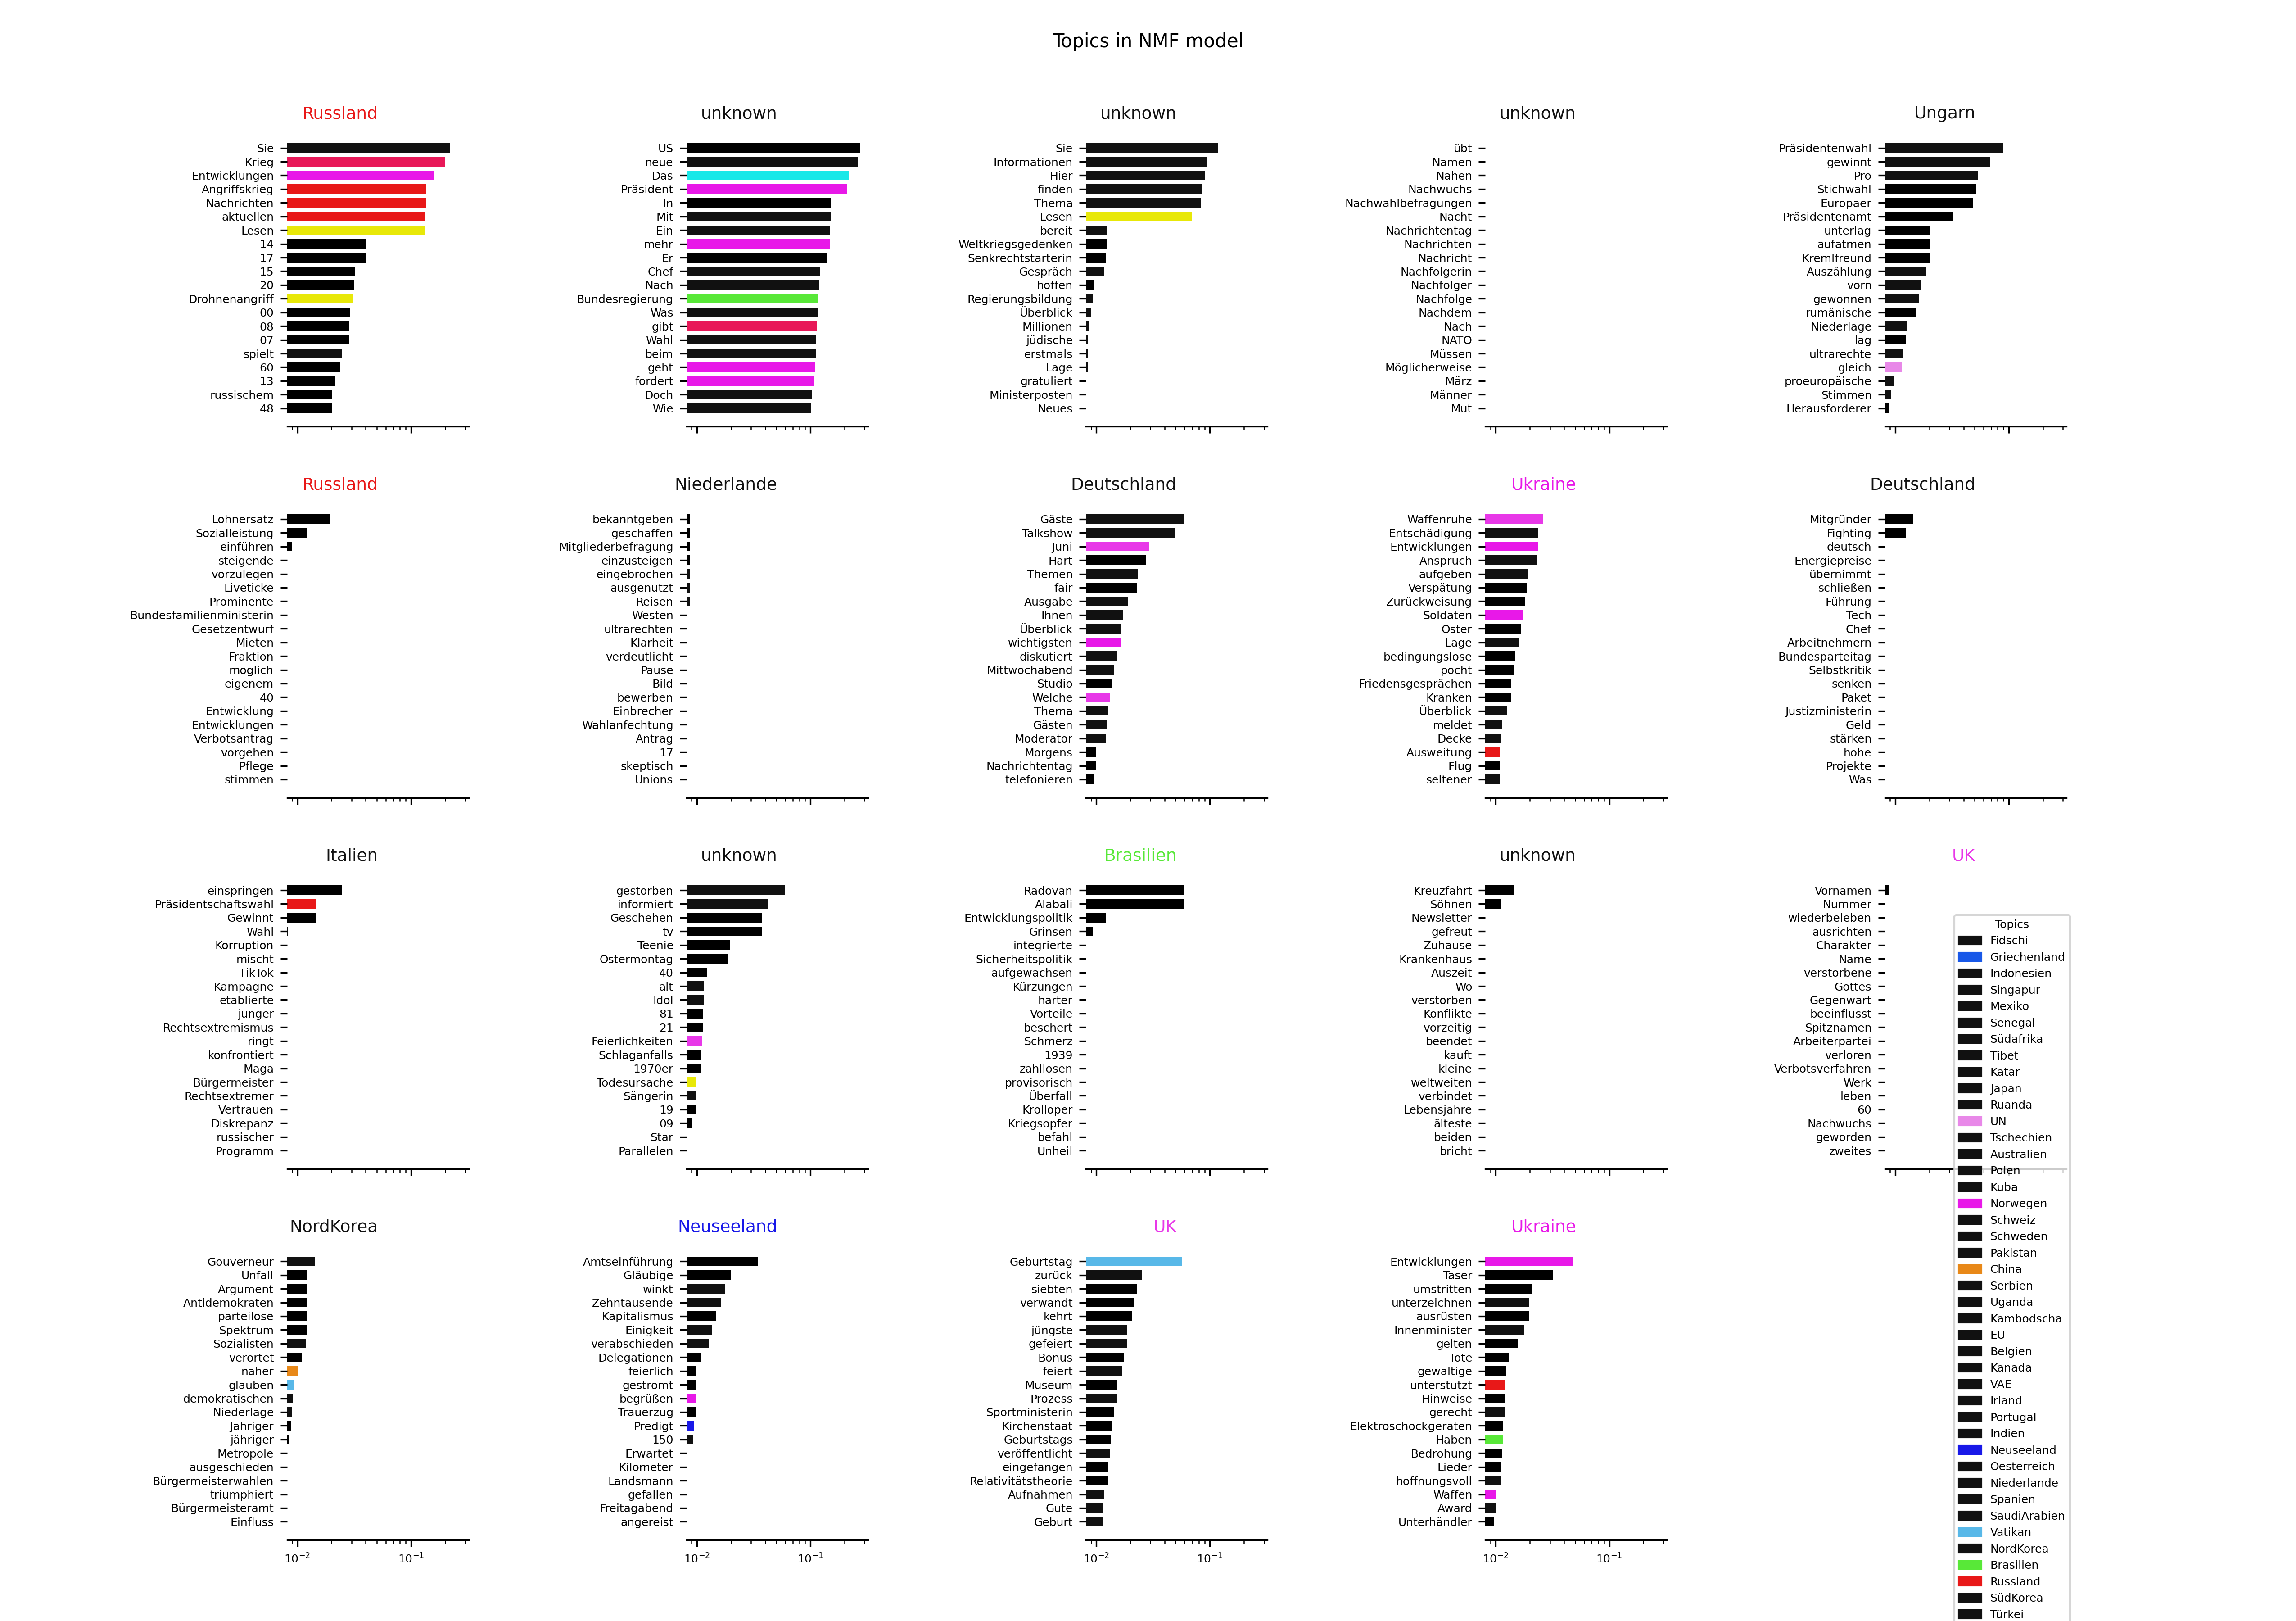 Topics in NMF model
Russland
Sie
Krieg
Entwicklungen
Angriffskrieg
Nachrichten
aktuellen
Lesen
14
17
15
20
Drohnenangriff
00
08
07
spielt
60
13
russischem
48
unknown
US
neue
Das
Präsident
In
Mit
Ein
mehr
Er
Chef
Nach
Bundesregierung
Was
gibt
Wahl
beim
geht
fordert
Doch
Wie
unknown
Sie
Informationen
Hier
finden
Thema
Lesen
bereit
Weltkriegsgedenken
Senkrechtstarterin
Gespräch
hoffen
Regierungsbildung
Überblick
Millionen
jüdische
erstmals
Lage
gratuliert
Ministerposten
Neues
unknown
übt
Namen
Nahen
Nachwuchs
Nachwahlbefragungen
Nacht
Nachrichtentag
Nachrichten
Nachricht
Nachfolgerin
Nachfolger
Nachfolge
Nachdem
Nach
NATO
Müssen
Möglicherweise
März
Männer
Mut
Ungarn
Präsidentenwahl
gewinnt
Pro
Stichwahl
Europäer
Präsidentenamt
unterlag
aufatmen
Kremlfreund
Auszählung
vorn
gewonnen
rumänische
Niederlage
lag
ultrarechte
gleich
proeuropäische
Stimmen
Herausforderer
Russland
Lohnersatz
Sozialleistung
einführen
steigende
vorzulegen
Liveticke
Prominente
Bundesfamilienministerin
Gesetzentwurf
Mieten
Fraktion
möglich
eigenem
40
Entwicklung
Entwicklungen
Verbotsantrag
vorgehen
Pflege
stimmen
Niederlande
bekanntgeben
geschaffen
Mitgliederbefragung
einzusteigen
eingebrochen
ausgenutzt
Reisen
Westen
ultrarechten
Klarheit
verdeutlicht
Pause
Bild
bewerben
Einbrecher
Wahlanfechtung
Antrag
17
skeptisch
Unions
Deutschland
Gäste
Talkshow
Juni
Hart
Themen
fair
Ausgabe
Ihnen
Überblick
wichtigsten
diskutiert
Mittwochabend
Studio
Welche
Thema
Gästen
Moderator
Morgens
Nachrichtentag
telefonieren
Ukraine
Waffenruhe
Entschädigung
Entwicklungen
Anspruch
aufgeben
Verspätung
Zurückweisung
Soldaten
Oster
Lage
bedingungslose
pocht
Friedensgesprächen
Kranken
Überblick
meldet
Decke
Ausweitung
Flug
seltener
Deutschland
Mitgründer
Fighting
deutsch
Energiepreise
übernimmt
schließen
Führung
Tech
Chef
Arbeitnehmern
Bundesparteitag
Selbstkritik
senken
Paket
Justizministerin
Geld
stärken
hohe
Projekte
Was
Italien
einspringen
Präsidentschaftswahl
Gewinnt
Wahl
Korruption
mischt
TikTok
Kampagne
etablierte
junger
Rechtsextremismus
ringt
konfrontiert
Maga
Bürgermeister
Rechtsextremer
Vertrauen
Diskrepanz
russischer
Programm
unknown
gestorben
informiert
Geschehen
tv
Teenie
Ostermontag
40
alt
Idol
81
21
Feierlichkeiten
Schlaganfalls
1970er
Todesursache
Sängerin
19
09
Star
Parallelen
Brasilien
Radovan
Alabali
Entwicklungspolitik
Grinsen
integrierte
Sicherheitspolitik
aufgewachsen
Kürzungen
härter
Vorteile
beschert
Schmerz
1939
zahllosen
provisorisch
Überfall
Krolloper
Kriegsopfer
befahl
Unheil
unknown
Kreuzfahrt
Söhnen
Newsletter
gefreut
Zuhause
Krankenhaus
Auszeit
Wo
verstorben
Konflikte
vorzeitig
beendet
kauft
kleine
weltweiten
verbindet
Lebensjahre
älteste
beiden
bricht
UK
Vornamen
Nummer
wiederbeleben
ausrichten
Charakter
Name
verstorbene
Gottes
Gegenwart
beeinflusst
Spitznamen
Arbeiterpartei
verloren
Verbotsverfahren
Werk
leben
60
Nachwuchs
geworden
zweites
NordKorea
Gouverneur
Unfall
Argument
Antidemokraten
parteilose
Spektrum
Sozialisten
verortet
näher
glauben
demokratischen
Niederlage
Jähriger
jähriger
Metropole
ausgeschieden
Bürgermeisterwahlen
triumphiert
Bürgermeisteramt
Einfluss
10⁻² 10⁻¹
Neuseeland
Amtseinführung
Gläubige
winkt
Zehntausende
Kapitalismus
Einigkeit
verabschieden
Delegationen
feierlich
geströmt
begrüßen
Trauerzug
Predigt
150
Erwartet
Kilometer
Landsmann
gefallen
Freitagabend
angereist
10⁻² 10⁻¹
UK
Geburtstag
zurück
siebten
verwandt
kehrt
jüngste
gefeiert
Bonus
feiert
Museum
Prozess
Sportministerin
Kirchenstaat
Geburtstags
veröffentlicht
eingefangen
Relativitätstheorie
Aufnahmen
Gute
Geburt
10⁻² 10⁻¹
Ukraine
Entwicklungen
Taser
umstritten
unterzeichnen
ausrüsten
Innenminister
gelten
Tote
gewaltige
unterstützt
Hinweise
gerecht
Elektroschockgeräten
Haben
Bedrohung
Lieder
hoffnungsvoll
Waffen
Award
Unterhändler
10⁻² 10⁻¹
Topics
Fidschi
Griechenland
Indonesien
Singapur
Mexiko
Senegal
Südafrika
Tibet
Katar
Japan
Ruanda
UN
Tschechien
Australien
Polen
Kuba
Norwegen
Schweiz
Schweden
Pakistan
China
Serbien
Uganda
Kambodscha
EU
Belgien
Kanada
VAE
Irland
Portugal
Indien
Neuseeland
Oesterreich
Niederlande
Spanien
SaudiArabien
Vatikan
NordKorea
Brasilien
Russland
SüdKorea
Türkei